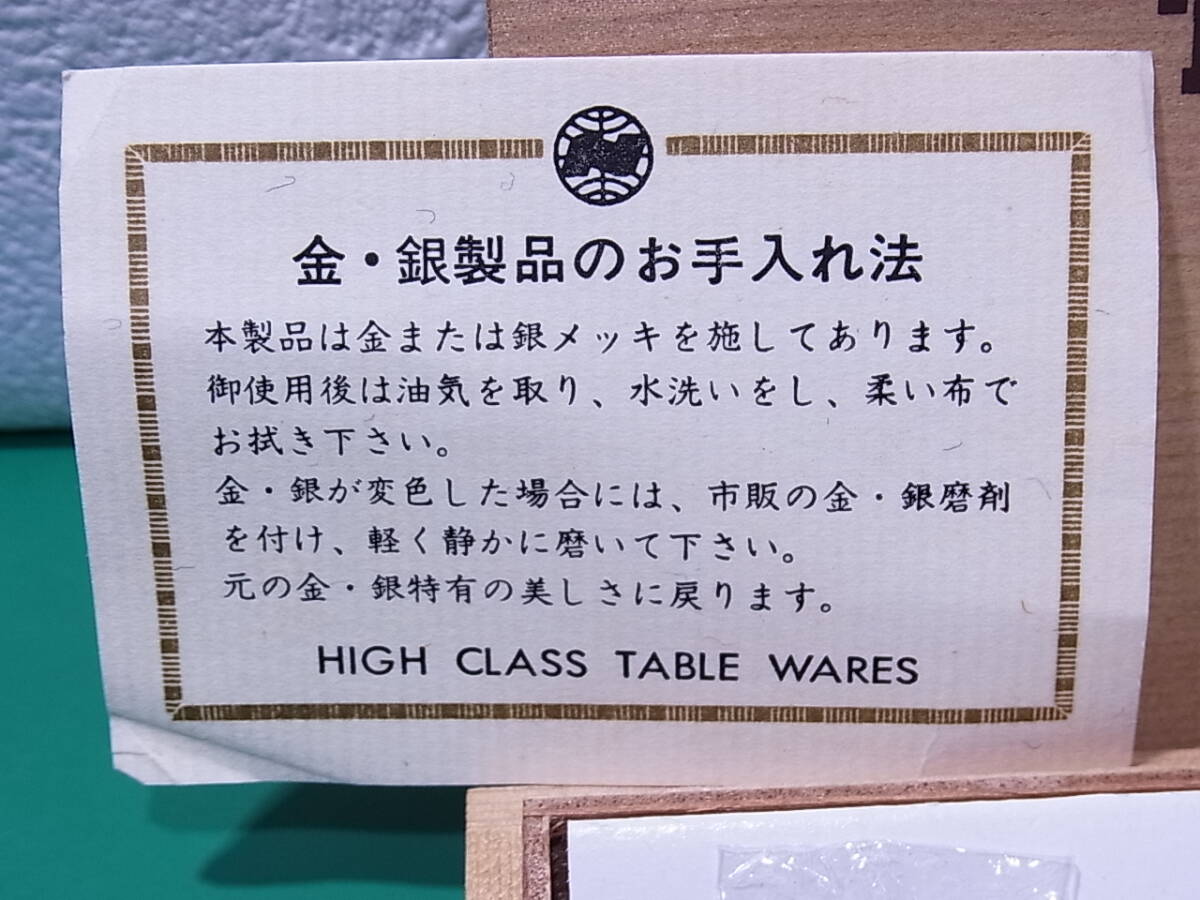 金・銀製品のお手入れ法
本製品は金または銀メッキを施してあります。
御使用後は油気を取り、水洗いをし、柔い布で
お拭き下さい。
金・銀が変色した場合には、市販の金・銀磨剤
を付け、軽く静かに磨いて下さい。
元の金・銀特有の美しさに戻ります。
HIGH CLASS TABLE WARES